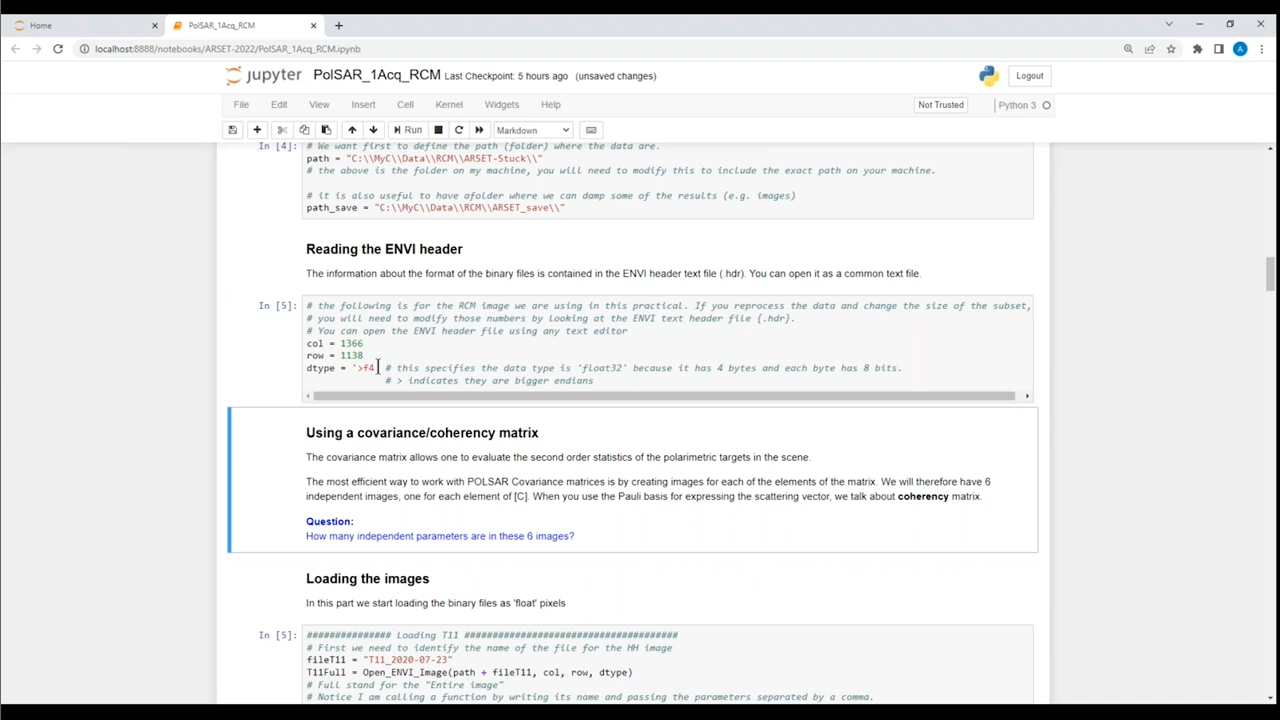 Home
PolSAR_1Acq_RCM
localhost:8888/notebooks/ARSET-2022/PolSAR_1Acq_RCM.ipynb
A
jupyter PolSAR_1Acq_RCM Last Checkpoint: 5 hours ago (unsaved changes)
Logout
File Edit View Insert Cell Kernel Widgets Help
Not Trusted Python 3
Run Markdown
In [4]: # We want first to define the path (folder) where the data are.
path = "C:\\MyC\\Data\\RCM\\ARSET-Stuck\\"
# the above is the folder on my machine, you will need to modify this to include the exact path on your machine.
# it is also useful to have afolder where we can damp some of the results (e.g. images)
path_save = "C:\\MyC\\Data\\RCM\\ARSET_save\\"
Reading the ENVI header
The information about the format of the binary files is contained in the ENVI header text file (.hdr). You can open it as a common text file.
In [5]: # the following is for the RCM image we are using in this practical. If you reprocess the data and change the size of the subset,
# you will need to modify those numbers by looking at the ENVI text header file {.hdr}.
# You can open the ENVI header file using any text editor
col = 1366
row = 1138
dtype = '>f4 # this specifies the data type is 'float32' because it has 4 bytes and each byte has 8 bits.
# > indicates they are bigger endians
Using a covariance/coherency matrix
The covariance matrix allows one to evaluate the second order statistics of the polarimetric targets in the scene.
The most efficient way to work with POLSAR Covariance matrices is by creating images for each of the elements of the matrix. We will therefore have 6
independent images, one for each element of [C]. When you use the Pauli basis for expressing the scattering vector, we talk about coherency matrix.
Question:
How many independent parameters are in these 6 images?
Loading the images
In this part we start loading the binary files as 'float' pixels
In [5]: ############### Loading T11 ######################################
# First we need to identify the name of the file for the HH image
fileT11 = "T11_2020-07-23"
T11Full = Open_ENVI_Image(path + fileT11, col, row, dtype)
# Full stand for the "Entire image"
# Notice I am calling a function by writing its name and passing the parameters separated by a comma.